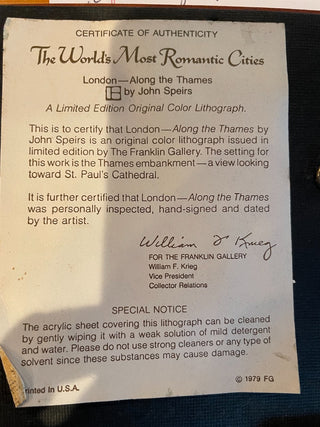 CERTIFICATE OF AUTHENTICITY
The World's Most Romantic Cities
London—Along the Thames
by John Speirs
A Limited Edition Original Color Lithograph.
This is to certify that London—Along the Thames by
John Speirs is an original color lithograph issued in
limited edition by The Franklin Gallery. The setting for
this work is the Thames embankment—a view looking
toward St. Paul's Cathedral.
It is further certified that London—Along the Thames
was personally inspected, hand-signed and dated
by the artist.
William F Krieg
FOR THE FRANKLIN GALLERY
William F. Krieg
Vice President
Collector Relations
SPECIAL NOTICE
The acrylic sheet covering this lithograph can be cleaned
by gently wiping it with a weak solution of mild detergent
and water. Please do not use strong cleaners or any type of
solvent since these substances may cause damage.
rinted in U.S.A.
© 1979 FG